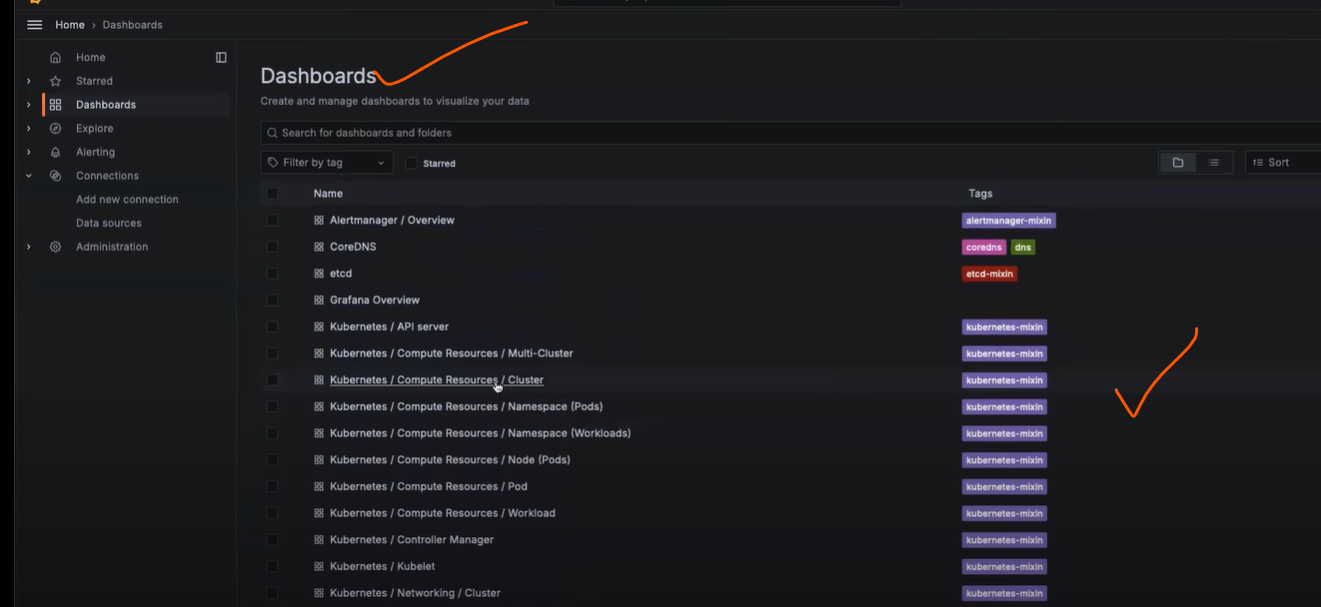 Home › Dashboards
Home
Starred
Dashboards
Explore
Alerting
Connections
Add new connection
Data sources
Administration
Dashboards
Create and manage dashboards to visualize your data
Search for dashboards and folders
Filter by tag
Starred
Sort
Name Tags
Alertmanager / Overview alertmanager-mixin
CoreDNS coredns dns
etcd etcd-mixin
Grafana Overview
Kubernetes / API server kubernetes-mixin
Kubernetes / Compute Resources / Multi-Cluster kubernetes-mixin
Kubernetes / Compute Resources / Cluster kubernetes-mixin
Kubernetes / Compute Resources / Namespace (Pods) kubernetes-mixin
Kubernetes / Compute Resources / Namespace (Workloads) kubernetes-mixin
Kubernetes / Compute Resources / Node (Pods) kubernetes-mixin
Kubernetes / Compute Resources / Pod kubernetes-mixin
Kubernetes / Compute Resources / Workload kubernetes-mixin
Kubernetes / Controller Manager kubernetes-mixin
Kubernetes / Kubelet kubernetes-mixin
Kubernetes / Networking / Cluster kubernetes-mixin